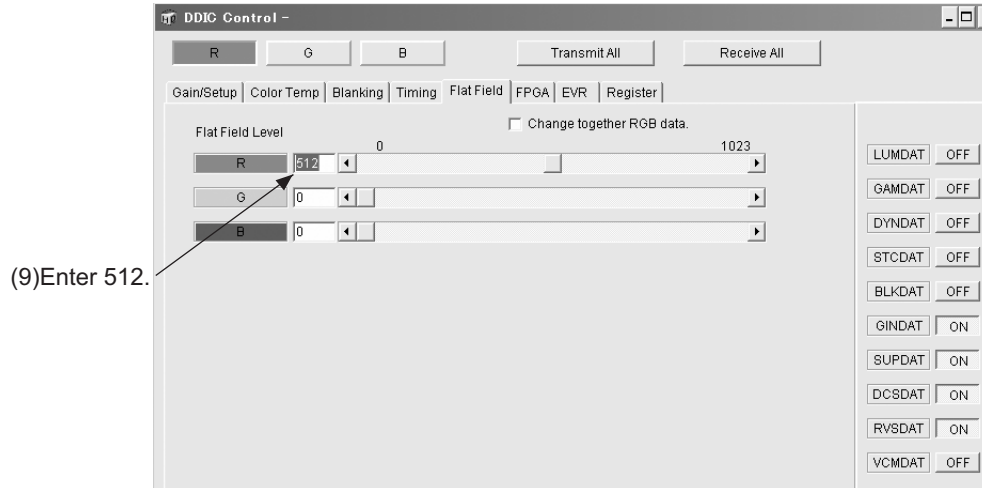 DDIC Control -
R G B Transmit All Receive All
Gain/Setup Color Temp Blanking Timing Flat Field FPGA EVR Register
Change together RGB data.
Flat Field Level
0 1023
R 512
G 0
B 0
(9)Enter 512.
LUMDAT OFF
GAMDAT OFF
DYNDAT OFF
STCDAT OFF
BLKDAT OFF
GINDAT ON
SUPDAT ON
DCSDAT ON
RVSDAT ON
VCMDAT OFF